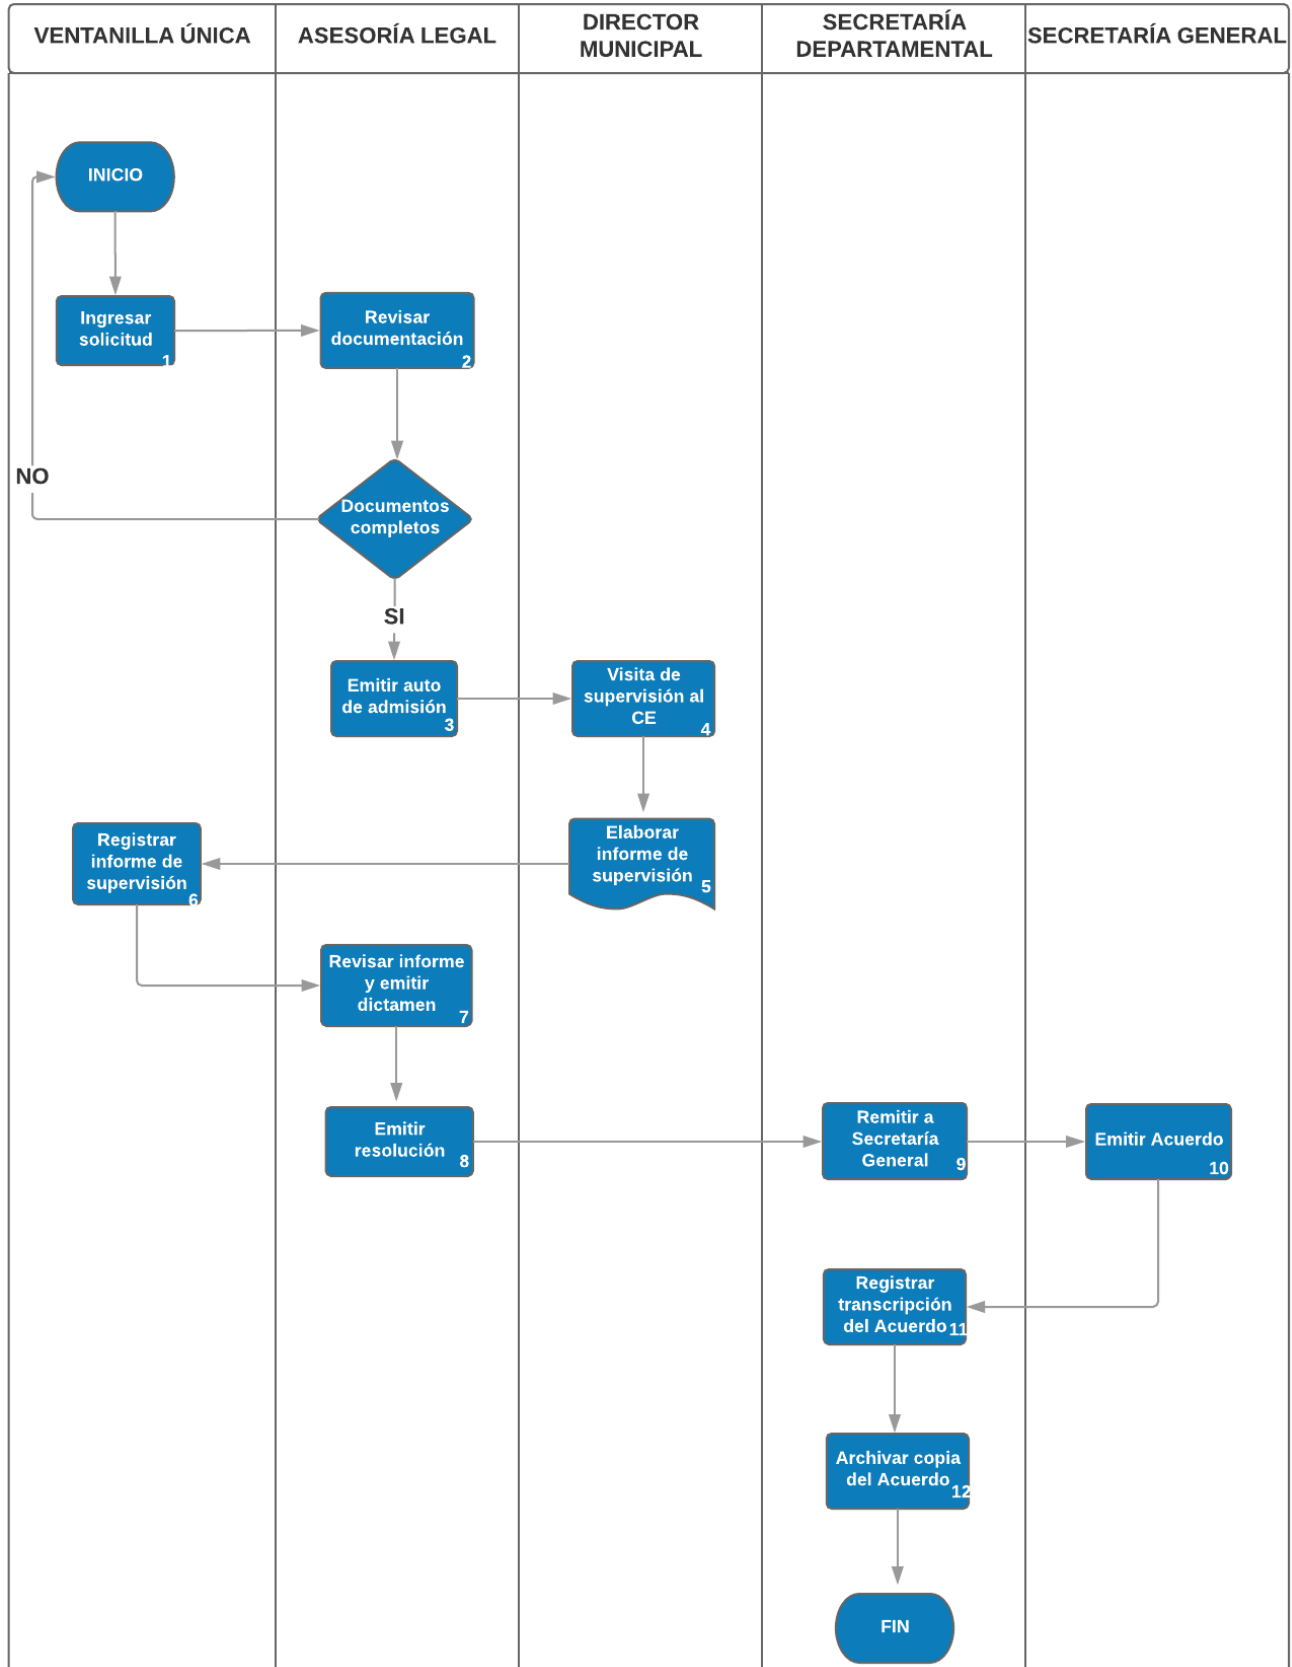 VENTANILLA ÚNICA
ASESORÍA LEGAL
DIRECTOR
MUNICIPAL
SECRETARÍA
DEPARTAMENTAL
SECRETARÍA GENERAL
INICIO
Ingresar
solicitud
1
Revisar
documentación
2
NO
Documentos
completos
SI
Emitir auto
de admisión
3
Visita de
supervisión al
CE
4
Elaborar
informe de
supervisión
5
Registrar
informe de
supervisión
6
Revisar informe
y emitir
dictamen
7
Emitir
resolución
8
Remitir a
Secretaría
General
9
Emitir Acuerdo
10
Registrar
transcripción
del Acuerdo
11
Archivar copia
del Acuerdo
12
FIN